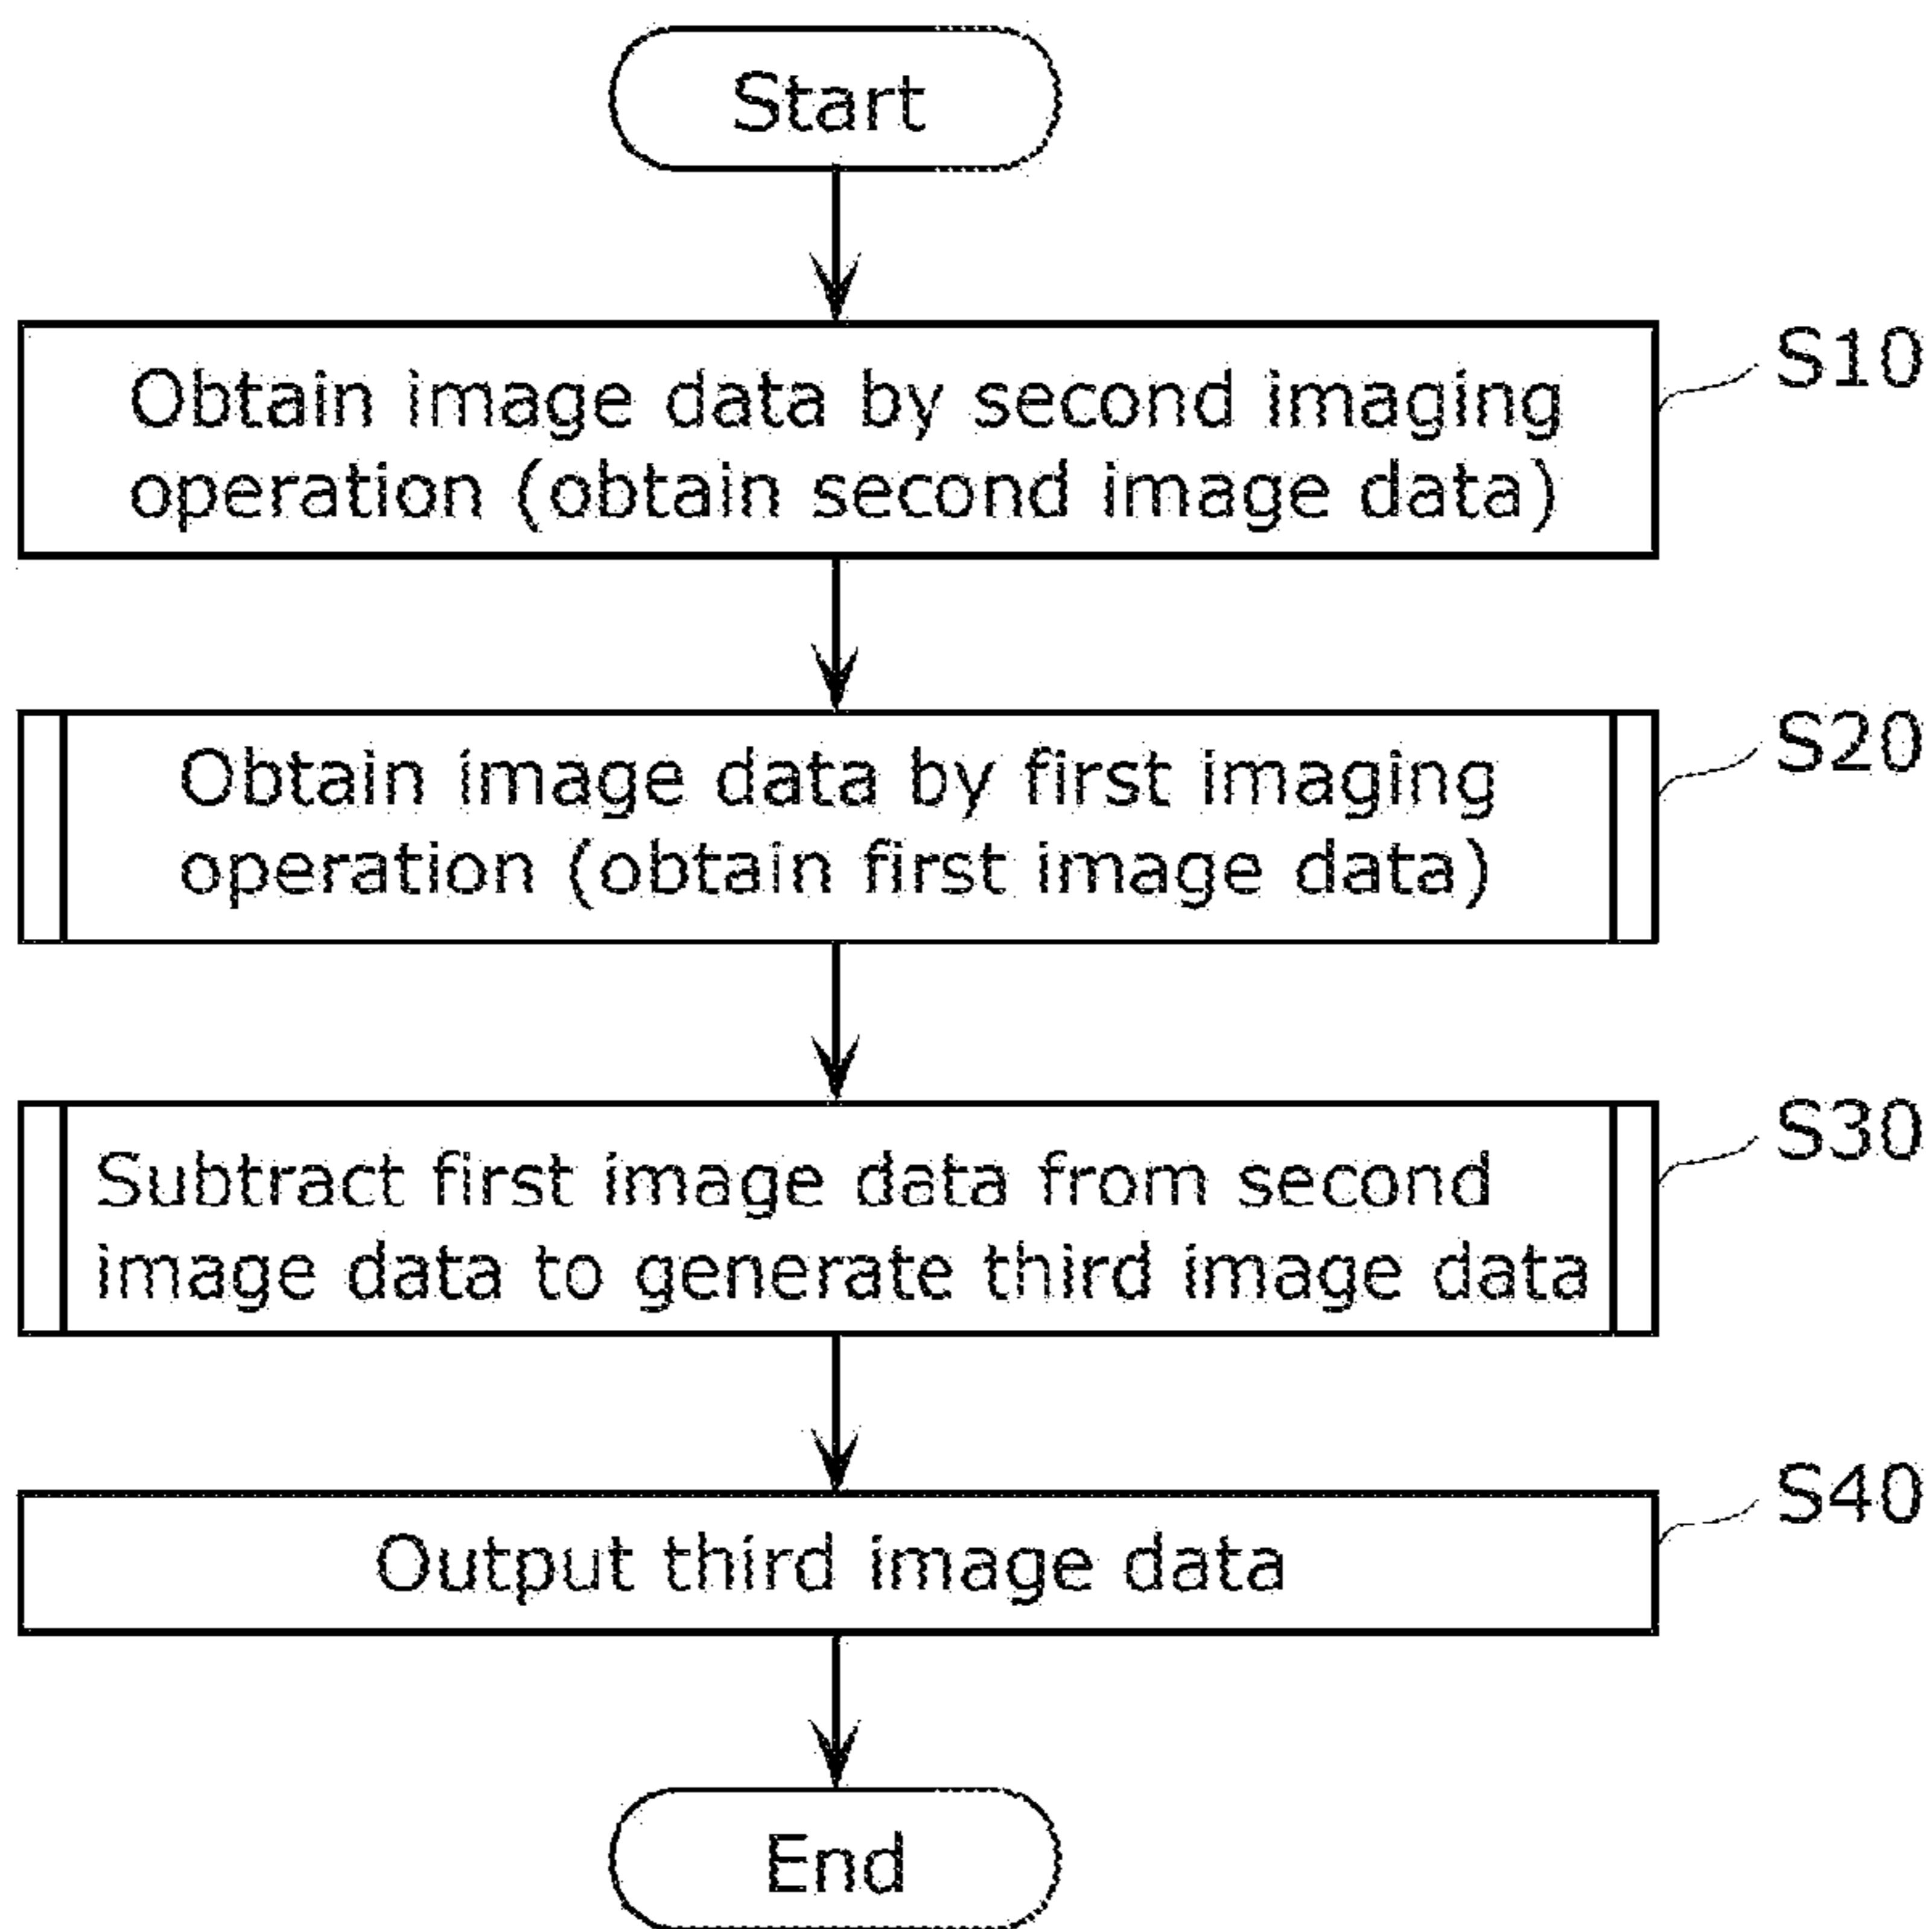 Start
Obtain image data by second imaging
operation (obtain second image data)
S10
Obtain image data by first imaging
operation (obtain first image data)
S20
Subtract first image data from second
image data to generate third image data
S30
Output third image data
S40
End